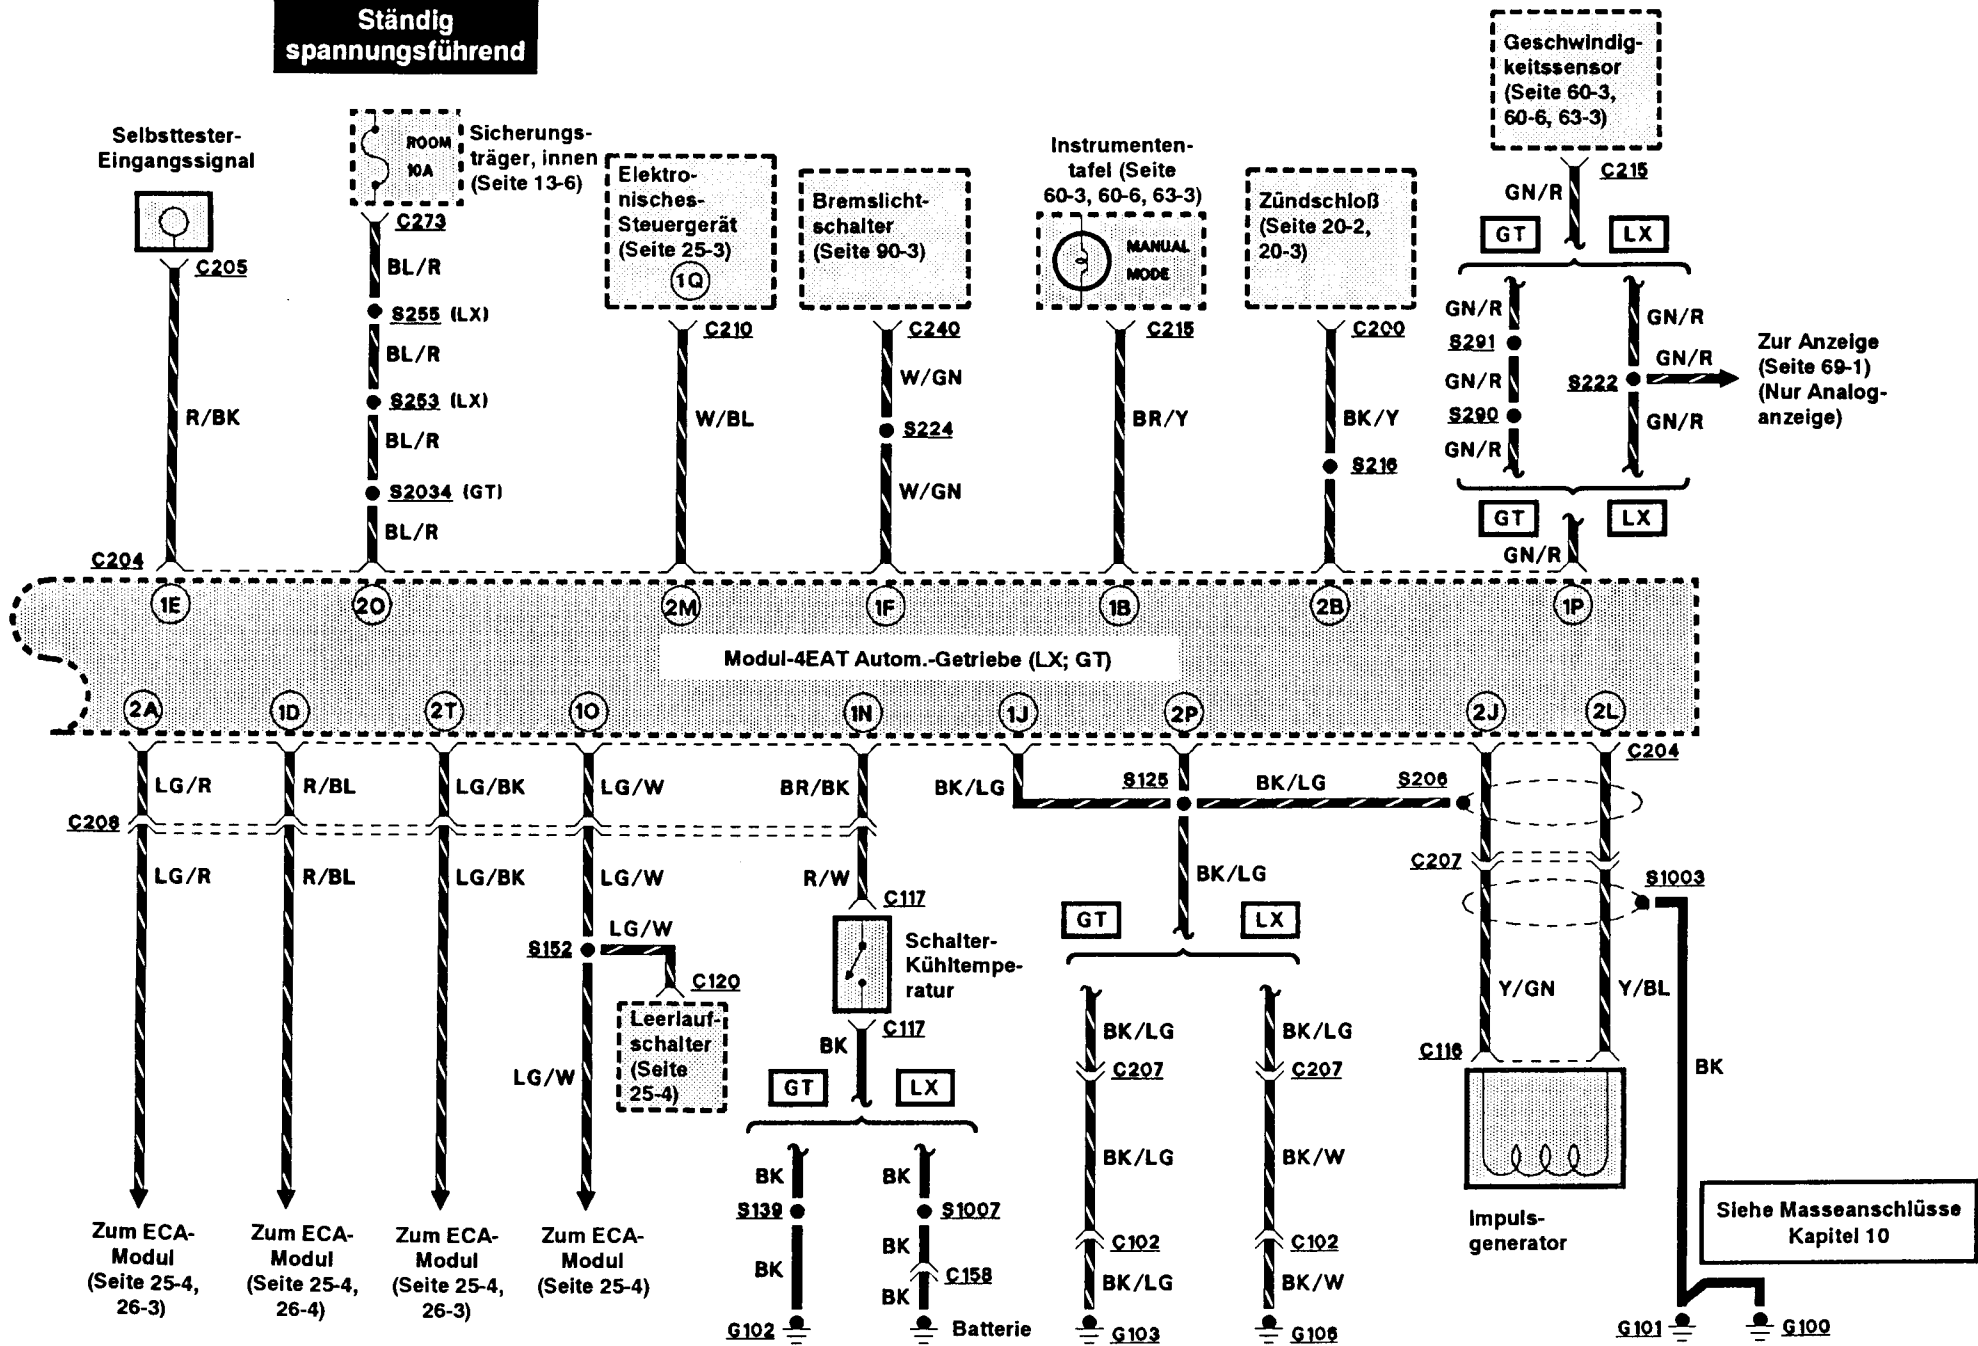 Ständig
spannungsführend
Selbsttester-
Eingangssignal
C205
R/BK
C204
1E
ROOM
10A
Sicherungs-
träger, innen
(Seite 13-6)
C273
BL/R
S255 (LX)
BL/R
S253 (LX)
BL/R
S2034 (GT)
BL/R
2O
Elektro-
nisches-
Steuergerät
(Seite 25-3)
1Q
C210
W/BL
2M
Bremslicht-
schalter
(Seite 90-3)
C240
W/GN
S224
W/GN
1F
Instrumenten-
tafel (Seite
60-3, 60-6, 63-3)
MANUAL
MODE
C215
BR/Y
1B
Zündschloß
(Seite 20-2,
20-3)
C200
BK/Y
S216
2B
Geschwindig-
keitssensor
(Seite 60-3,
60-6, 63-3)
C215
GN/R
GT
LX
GN/R
S291
GN/R
S290
GN/R
GN/R
GN/R
S222
GN/R
Zur Anzeige
(Seite 69-1)
(Nur Analog-
anzeige)
GT
LX
GN/R
1P
Modul-4EAT Autom.-Getriebe (LX; GT)
2A
1D
2T
1O
1N
1J
2P
2J
2L
C204
LG/R
R/BL
LG/BK
LG/W
BR/BK
BK/LG
S125
BK/LG
S206
C208
LG/R
R/BL
LG/BK
LG/W
R/W
C117
BK/LG
C207
S1003
S152
LG/W
C120
Leerlauf-
schalter
(Seite
25-4)
LG/W
Schalter-
Kühltempe-
ratur
C117
BK
GT
LX
BK
S139
BK
G102
BK
S1007
BK
C158
BK
Batterie
GT
LX
BK/LG
C207
BK/LG
C102
BK/LG
G103
BK/LG
C207
BK/W
C102
BK/W
G106
Y/GN
Y/BL
C116
BK
Impuls-
generator
Siehe Masseanschlüsse
Kapitel 10
G101
G100
Zum ECA-
Modul
(Seite 25-4,
26-3)
Zum ECA-
Modul
(Seite 25-4,
26-4)
Zum ECA-
Modul
(Seite 25-4,
26-3)
Zum ECA-
Modul
(Seite 25-4)